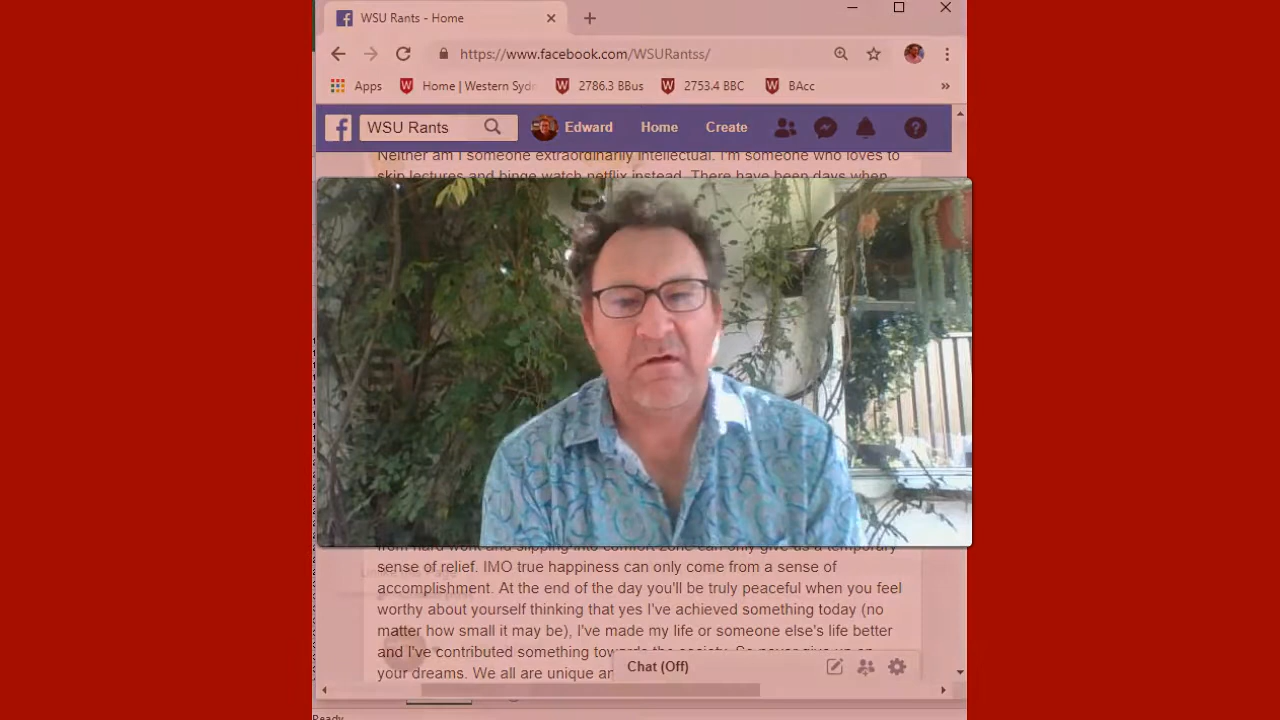 WSU Rants - Home
https://www.facebook.com/WSURantss/
Apps
Home | Western Sydn
2786.3 BBus
2753.4 BBC
BAcc
»
WSU Rants
Edward
Home
Create
Neither am I someone extraordinarily intellectual. I'm someone who loves to
skip lectures and binge watch netflix instead. There have been days when
from hard work and slipping into comfort zone can only give us a temporary
sense of relief. IMO true happiness can only come from a sense of
accomplishment. At the end of the day you'll be truly peaceful when you feel
worthy about yourself thinking that yes I've achieved something today (no
matter how small it may be), I've made my life or someone else's life better
and I've contributed something towards the society. So never give up on
your dreams. We all are unique an
Chat (Off)
Ready